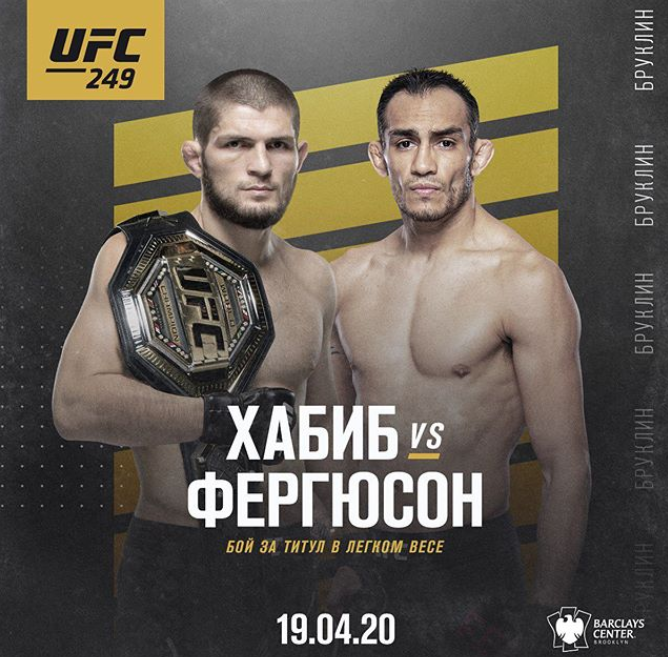 UFC
249
UFC
ХАБИБ VS
ФЕРГЮСОН
БОЙ ЗА ТИТУЛ В ЛЕГКОМ ВЕСЕ
19.04.20
BARCLAYS
CENTER
BROOKLYN
БРУКЛИН
БРУКЛИН
БРУКЛИН
БРУКЛИН
БРУКЛИН